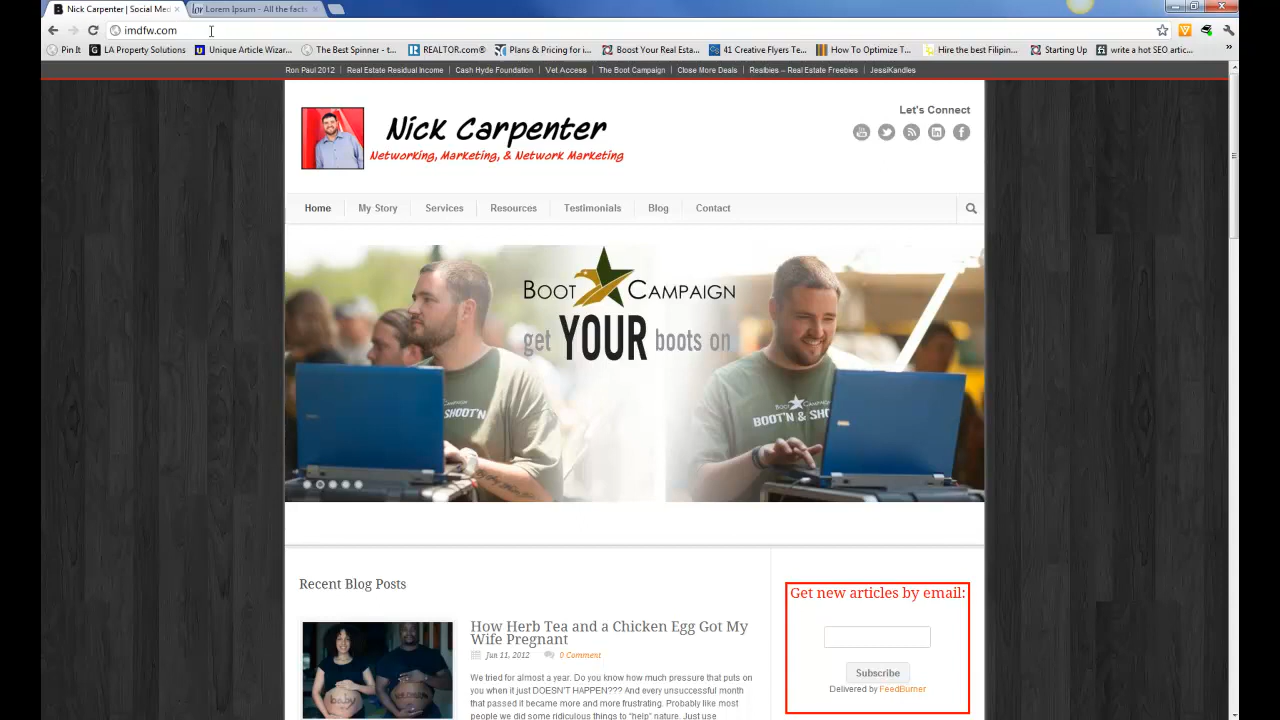 Nick Carpenter | Social Med
Lorem Ipsum - All the facts
imdfw.com
Pin It
LA Property Solutions
Unique Article Wizar...
The Best Spinner - t...
REALTOR.com®
Plans & Pricing for i...
Boost Your Real Esta...
41 Creative Flyers Te...
How To Optimize T...
Hire the best Filipin...
Starting Up
write a hot SEO artic...
Ron Paul 2012
Real Estate Residual Income
Cash Hyde Foundation
Vet Access
The Boot Campaign
Close More Deals
Realbies – Real Estate Freebies
JessiKandles
Nick Carpenter
Networking, Marketing, & Network Marketing
Let's Connect
Home
My Story
Services
Resources
Testimonials
Blog
Contact
BOOT CAMPAIGN
get YOUR boots on
Recent Blog Posts
How Herb Tea and a Chicken Egg Got My
Wife Pregnant
Jun 11, 2012
0 Comment
We tried for almost a year. Do you know how much pressure that puts on
you when it just DOESN'T HAPPEN??? And every unsuccessful month
that passed it became more and more frustrating. Probably like most
people we did some ridiculous things to "help" nature. Just use
Get new articles by email:
Subscribe
Delivered by FeedBurner